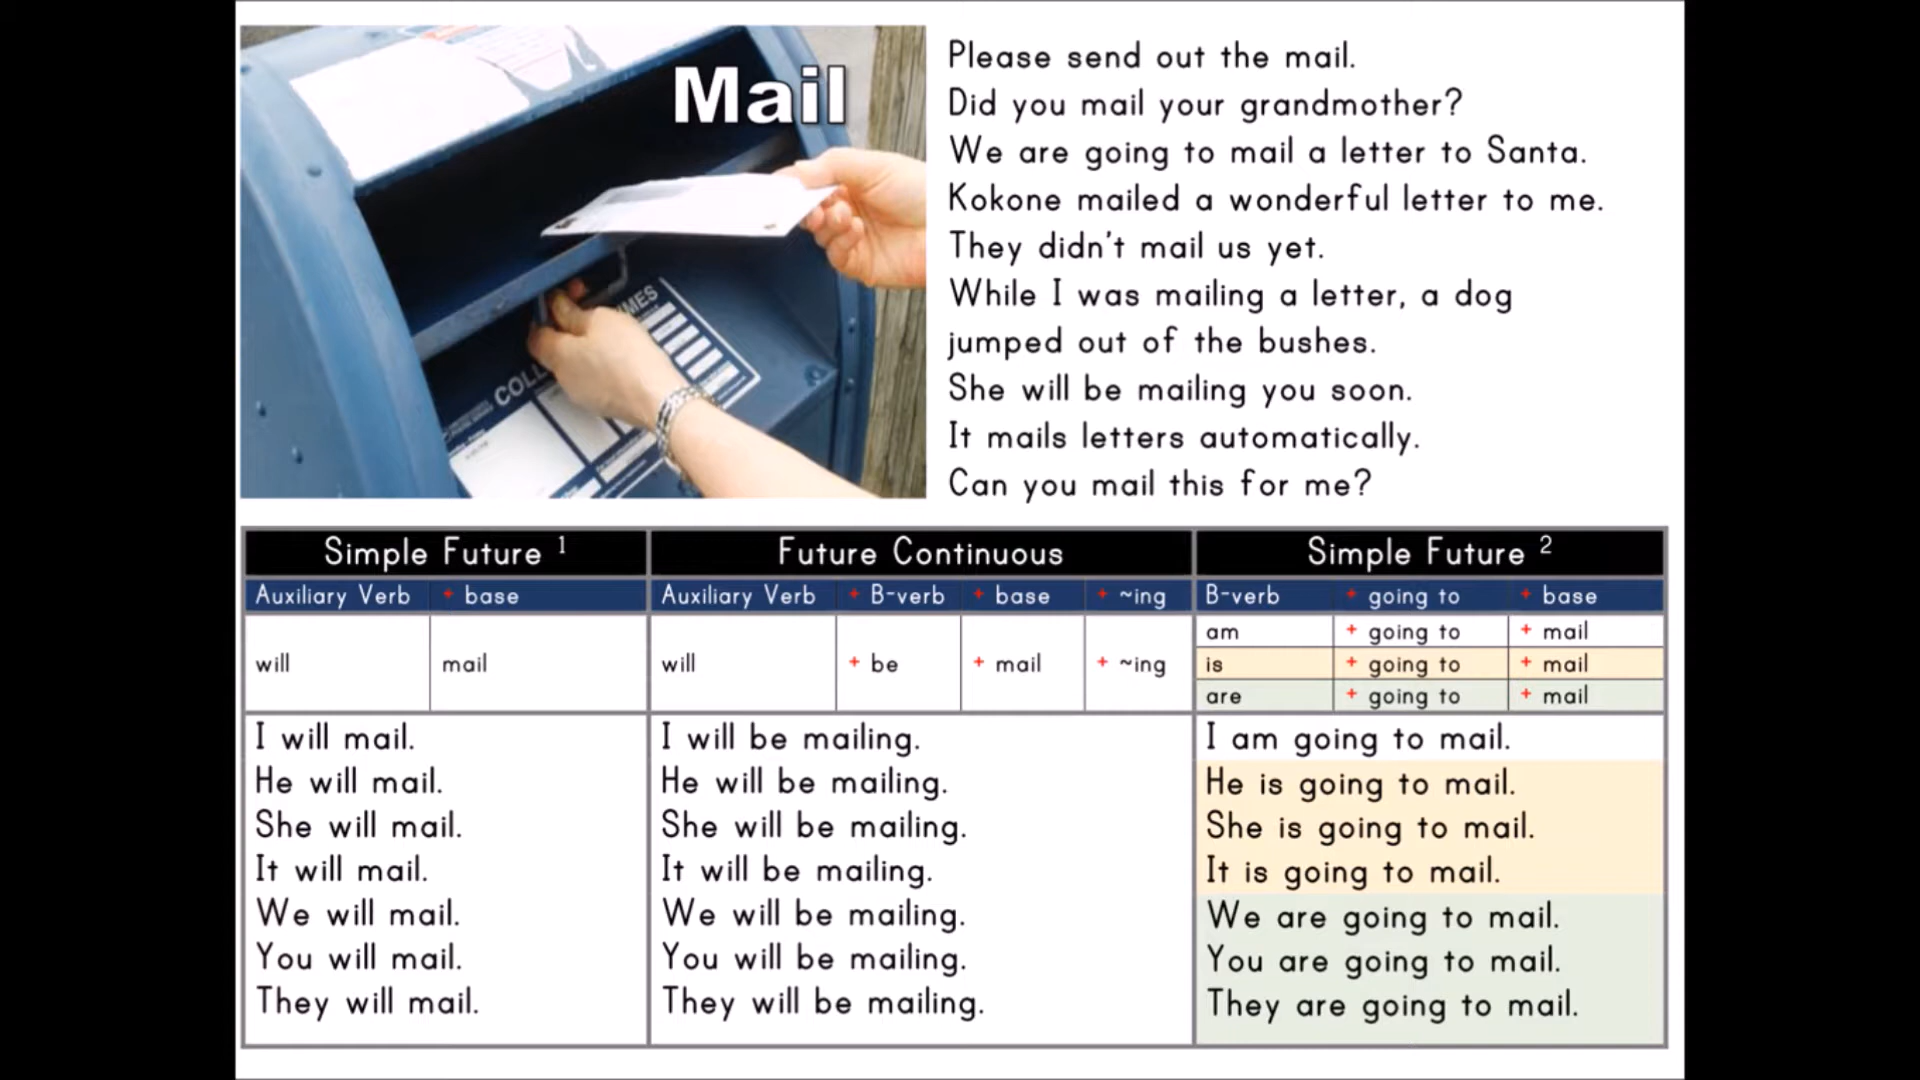 Mail
COLL
IMES
Please send out the mail.
Did you mail your grandmother?
We are going to mail a letter to Santa.
Kokone mailed a wonderful letter to me.
They didn't mail us yet.
While I was mailing a letter, a dog
jumped out of the bushes.
She will be mailing you soon.
It mails letters automatically.
Can you mail this for me?
Simple Future 1 Future Continuous Simple Future 2
Auxiliary Verb + base Auxiliary Verb + B-verb + base + ~ing B-verb + going to + base
am + going to + mail
will mail will + be + mail + ~ing is + going to + mail
are + going to + mail
I will mail. I will be mailing. I am going to mail.
He will mail. He will be mailing. He is going to mail.
She will mail. She will be mailing. She is going to mail.
It will mail. It will be mailing. It is going to mail.
We will mail. We will be mailing. We are going to mail.
You will mail. You will be mailing. You are going to mail.
They will mail. They will be mailing. They are going to mail.